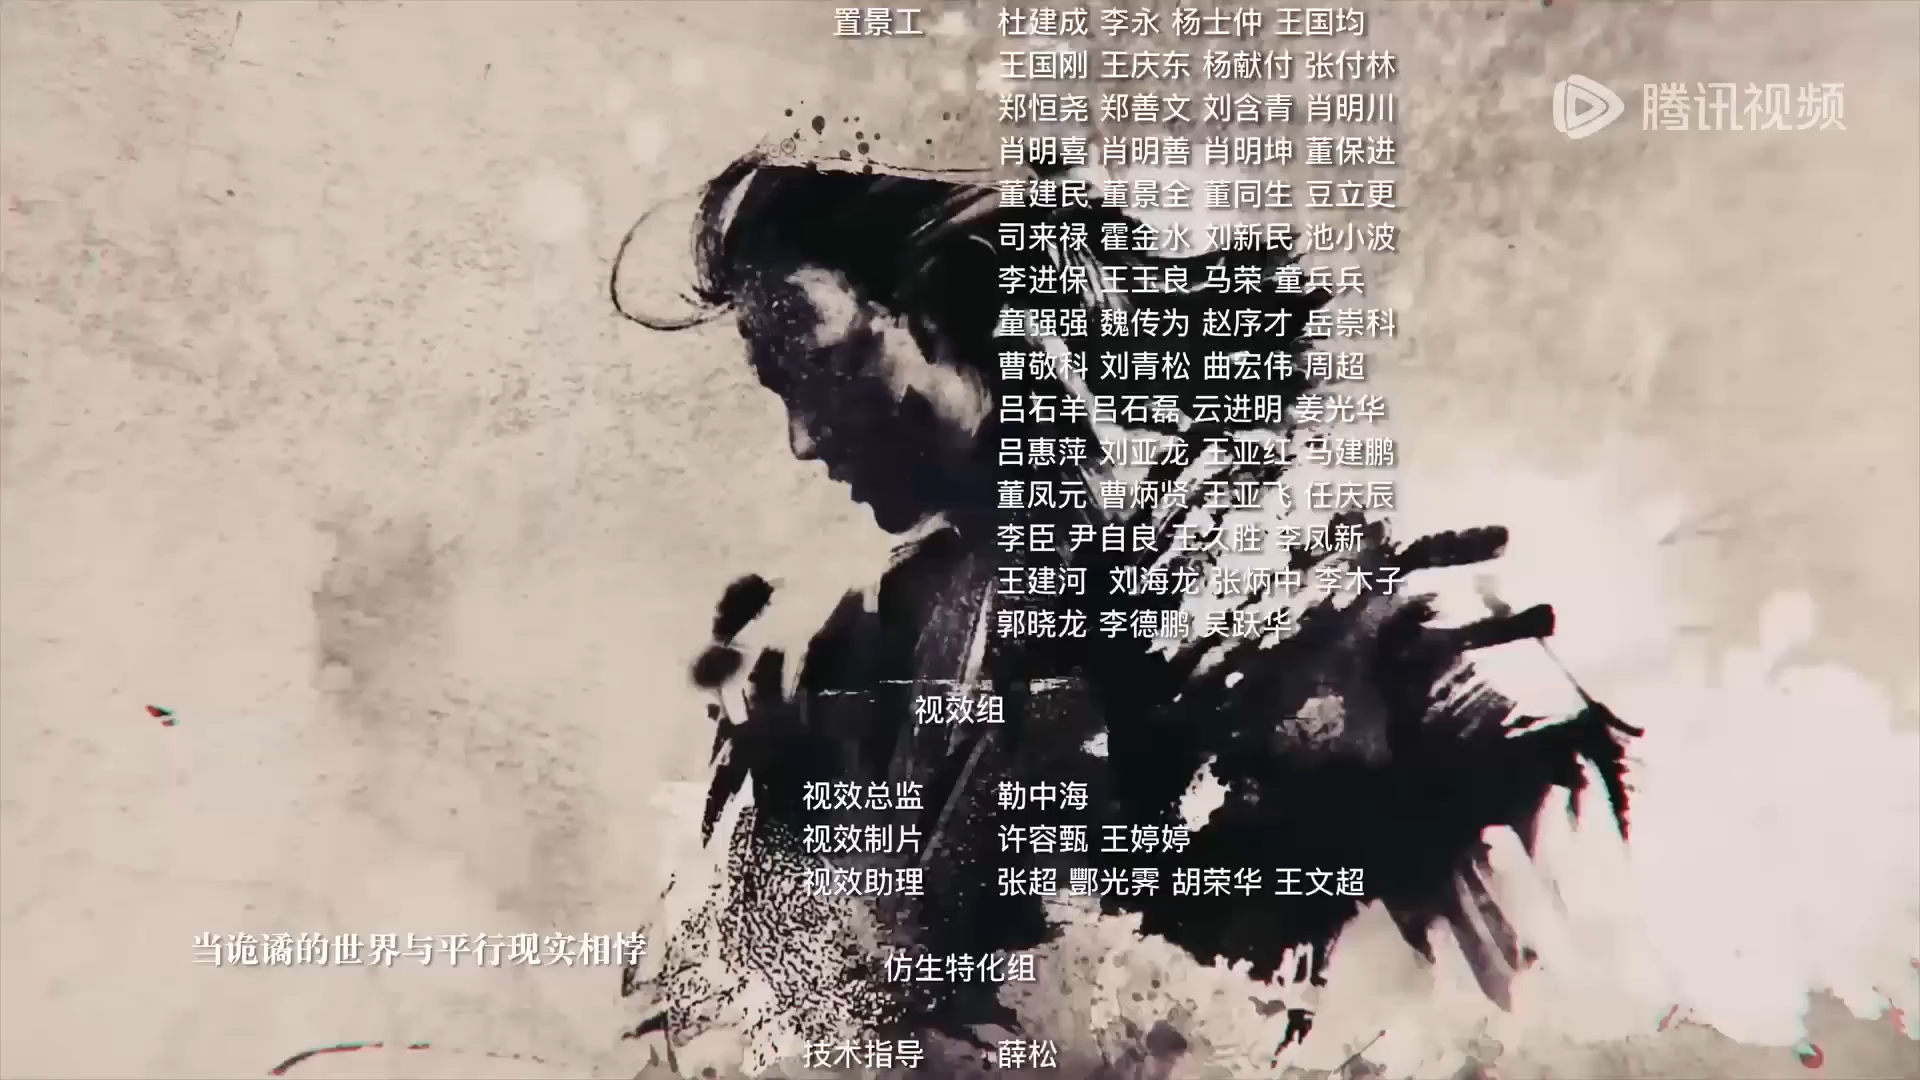 置景工 杜建成 李永 杨士仲 王国均
王国刚 王庆东 杨献付 张付林
郑恒尧 郑善文 刘含青 肖明川
肖明喜 肖明善 肖明坤 董保进
董建民 董景全 董同生 豆立更
司来禄 霍金水 刘新民 池小波
李进保 王玉良 马荣 童兵兵
童强强 魏传为 赵序才 岳崇科
曹敬科 刘青松 曲宏伟 周超
吕石羊吕石磊 云进明 姜光华
吕惠萍 刘亚龙 王亚红 马建鹏
董凤元 曹炳贤 王亚飞 任庆辰
李臣 尹自良 王久胜 李凤新
王建河 刘海龙 张炳中 李木子
郭晓龙 李德鹏 吴跃华
视效组
视效总监 勒中海
视效制片 许容甄 王婷婷
视效助理 张超 酆光霁 胡荣华 王文超
仿生特化组
技术指导 薛松
当诡谲的世界与平行现实相悖
腾讯视频